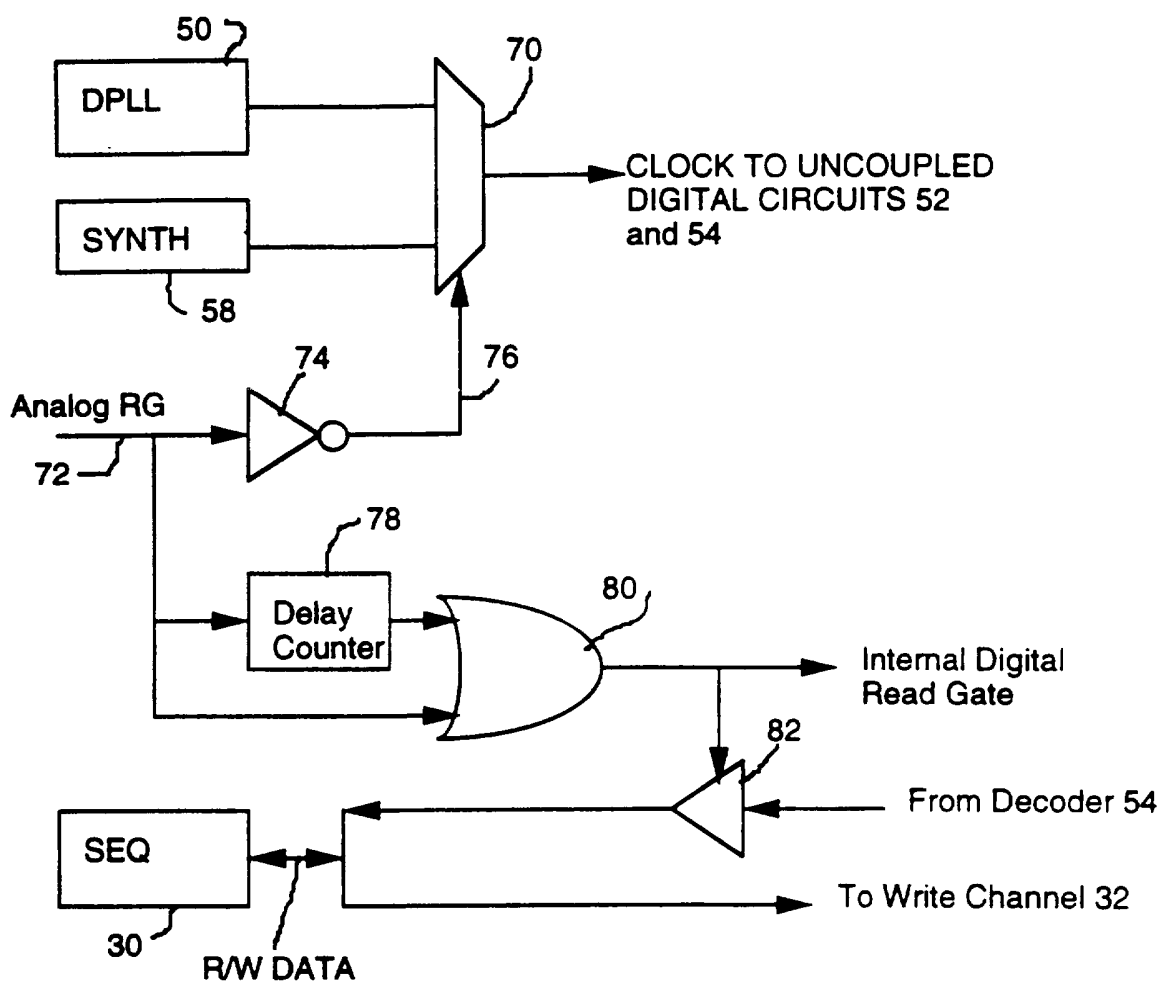 50
DPLL
70
CLOCK TO UNCOUPLED
DIGITAL CIRCUITS 52
and 54
SYNTH
58
74
76
Analog RG
72
78
Delay
Counter
80
Internal Digital
Read Gate
82
From Decoder 54
SEQ
To Write Channel 32
30
R/W DATA